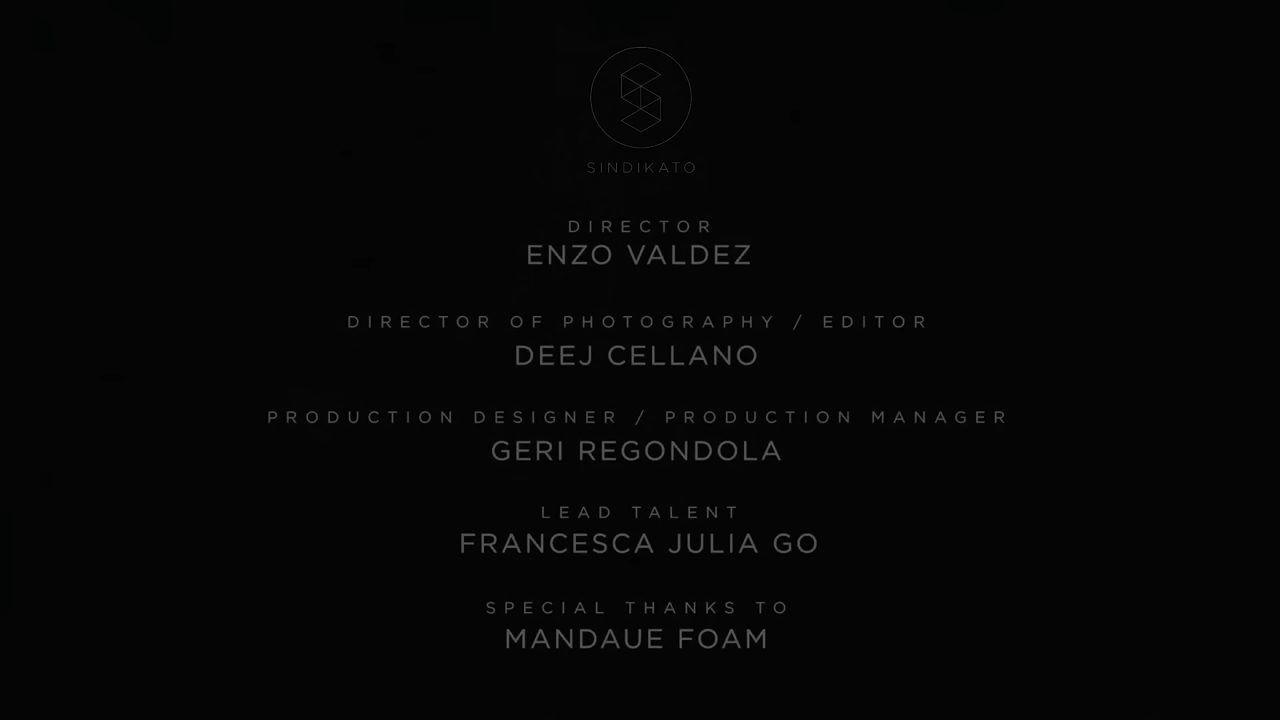 SINDIKATO
DIRECTOR
ENZO VALDEZ
DIRECTOR OF PHOTOGRAPHY / EDITOR
DEEJ CELLANO
PRODUCTION DESIGNER / PRODUCTION MANAGER
GERI REGONDOLA
LEAD TALENT
FRANCESCA JULIA GO
SPECIAL THANKS TO
MANDAUE FOAM